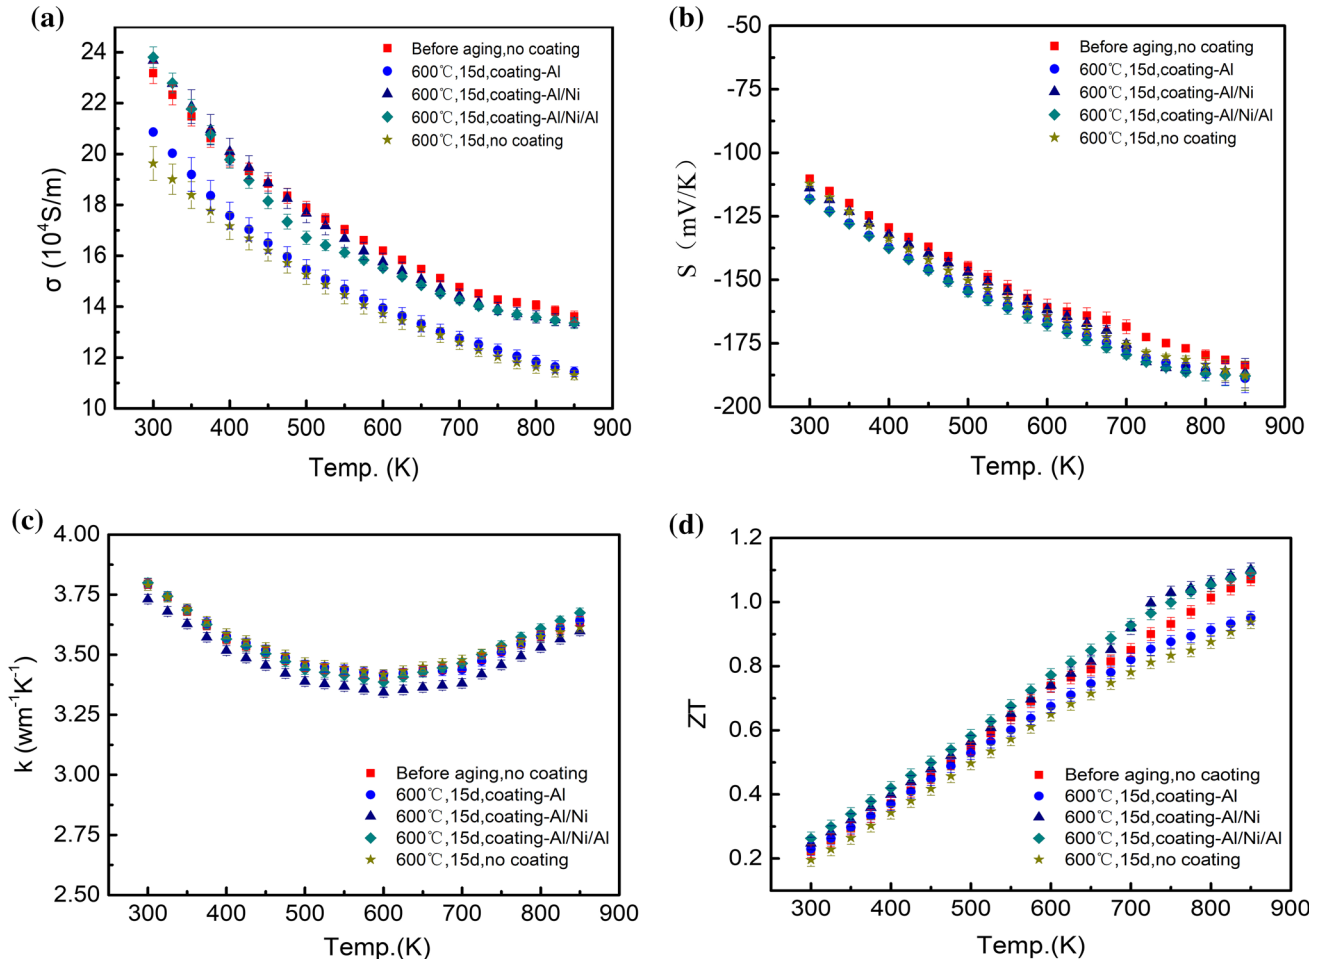 (a)
24
22
20
18
16
14
12
10
σ (10⁴S/m)
300 400 500 600 700 800 900
Temp. (K)
Before aging,no coating
600℃,15d,coating-Al
600℃,15d,coating-Al/Ni
600℃,15d,coating-Al/Ni/Al
600℃,15d,no coating
(b)
-50
-75
-100
-125
-150
-175
-200
S（mV/K）
300 400 500 600 700 800 900
Temp. (K)
Before aging,no coating
600℃,15d,coating-Al
600℃,15d,coating-Al/Ni
600℃,15d,coating-Al/Ni/Al
600℃,15d,no coating
(c)
4.00
3.75
3.50
3.25
3.00
2.75
2.50
k (wm⁻¹K⁻¹)
300 400 500 600 700 800 900
Temp.(K)
Before aging,no coating
600℃,15d,coating-Al
600℃,15d,coating-Al/Ni
600℃,15d,coating-Al/Ni/Al
600℃,15d,no coating
(d)
1.2
1.0
0.8
0.6
0.4
0.2
ZT
300 400 500 600 700 800 900
Temp.(K)
Before aging,no caoting
600℃,15d,coating-Al
600℃,15d,coating-Al/Ni
600℃,15d,coating-Al/Ni/Al
600℃,15d,no coating